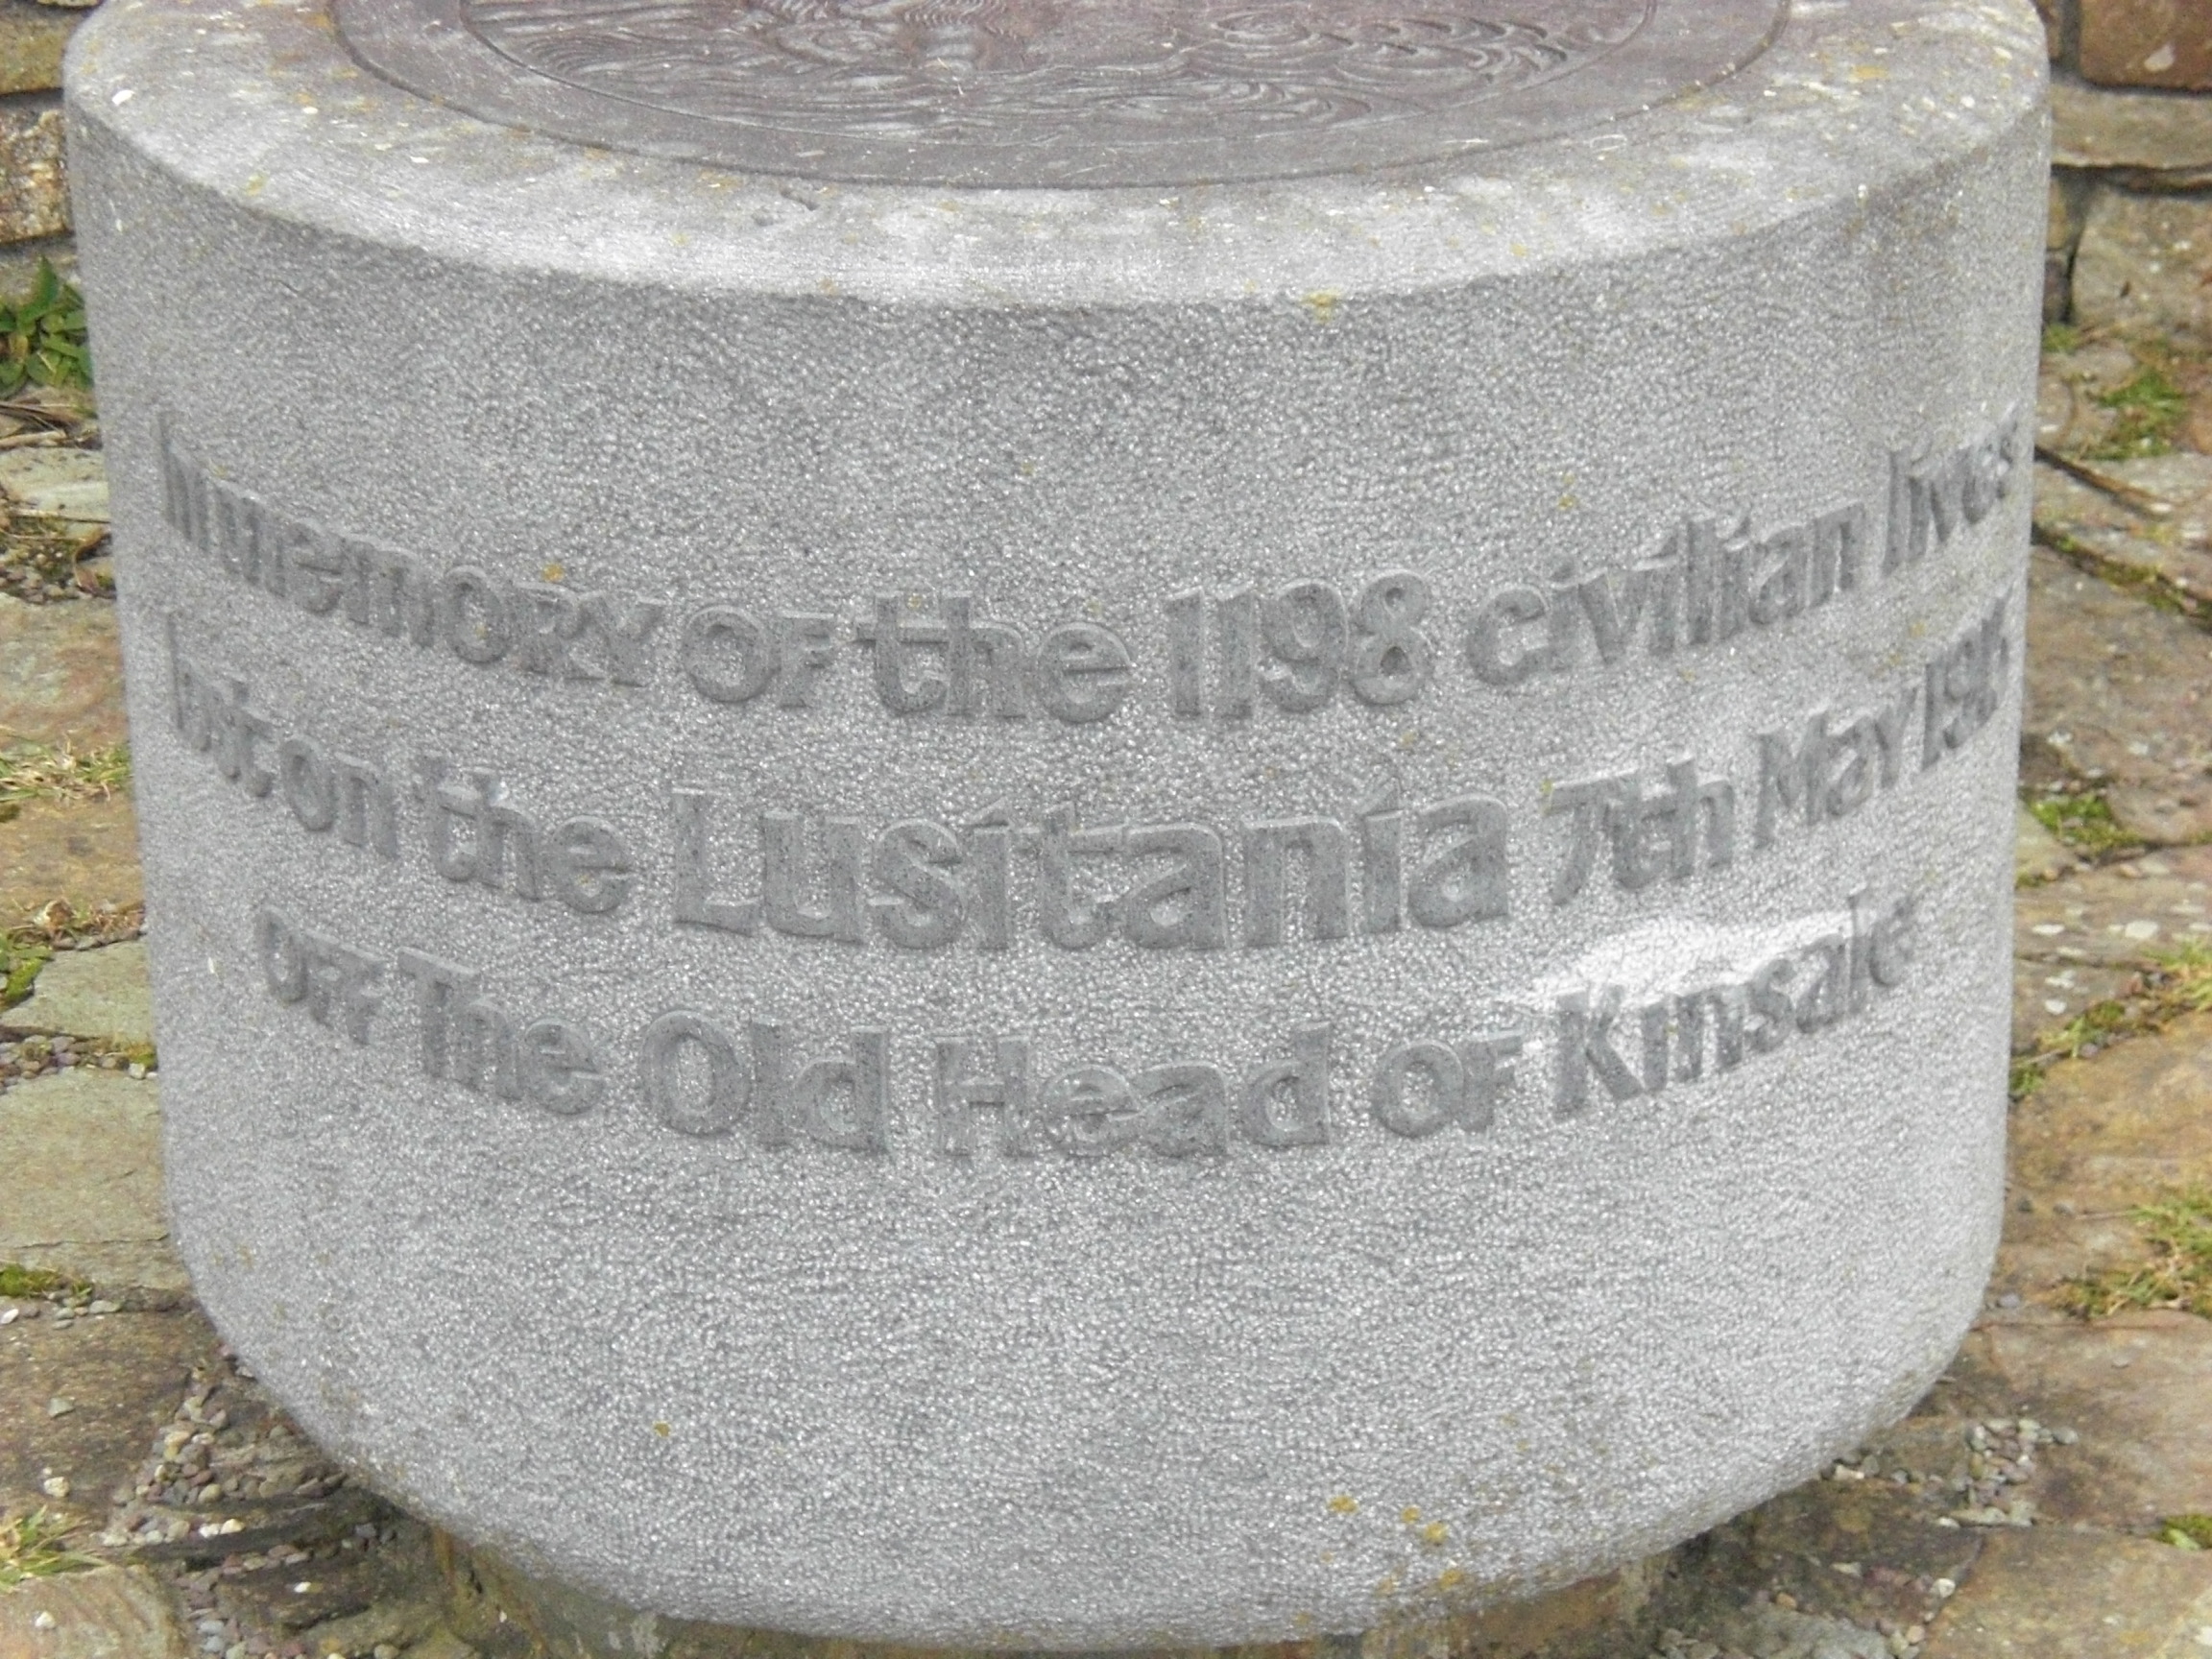 In memory of the 1198 civilian lives
lost on the Lusitania 7th May 1915
off The Old Head of Kinsale